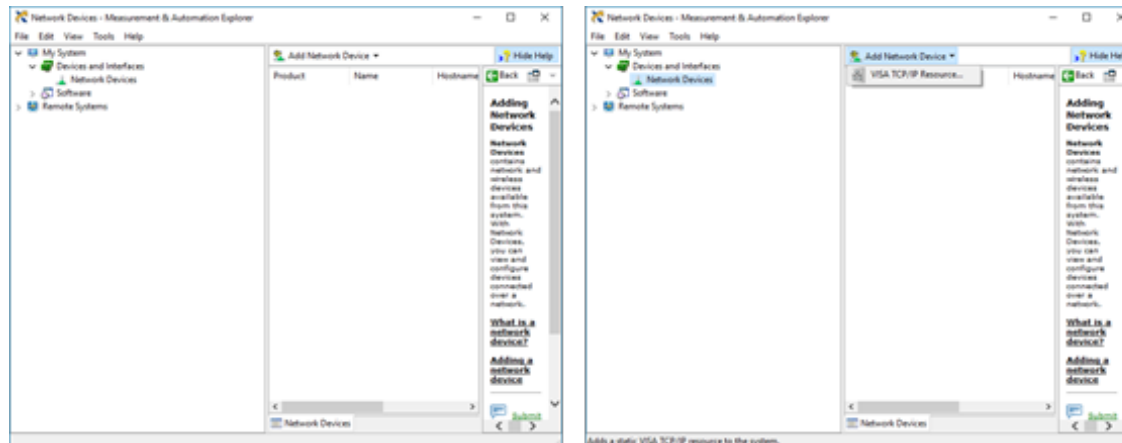 Network Devices - Measurement & Automation Explorer
File Edit View Tools Help
My System
Devices and Interfaces
Network Devices
Software
Remote Systems
Add Network Device
Hide Help
Product Name Hostname
Back
Adding
Network
Devices
Network
Devices
contains
network and
wireless
devices
available
from this
system.
With
Network
Devices,
you can
view and
configure
devices
connected
over a
network.
What is a
network
device?
Adding a
network
device
Submit
Network Devices
Network Devices - Measurement & Automation Explorer
File Edit View Tools Help
My System
Devices and Interfaces
Network Devices
Software
Remote Systems
Add Network Device
Hide He
VISA TCP/IP Resource...
Hostname
Back
Adding
Network
Devices
Network
Devices
contains
network and
wireless
devices
available
from this
system.
With
Network
Devices,
you can
view and
configure
devices
connected
over a
network.
What is a
network
device?
Adding a
network
device
Submit
Network Devices
Adds a static VISA TCP/IP resource to the system.